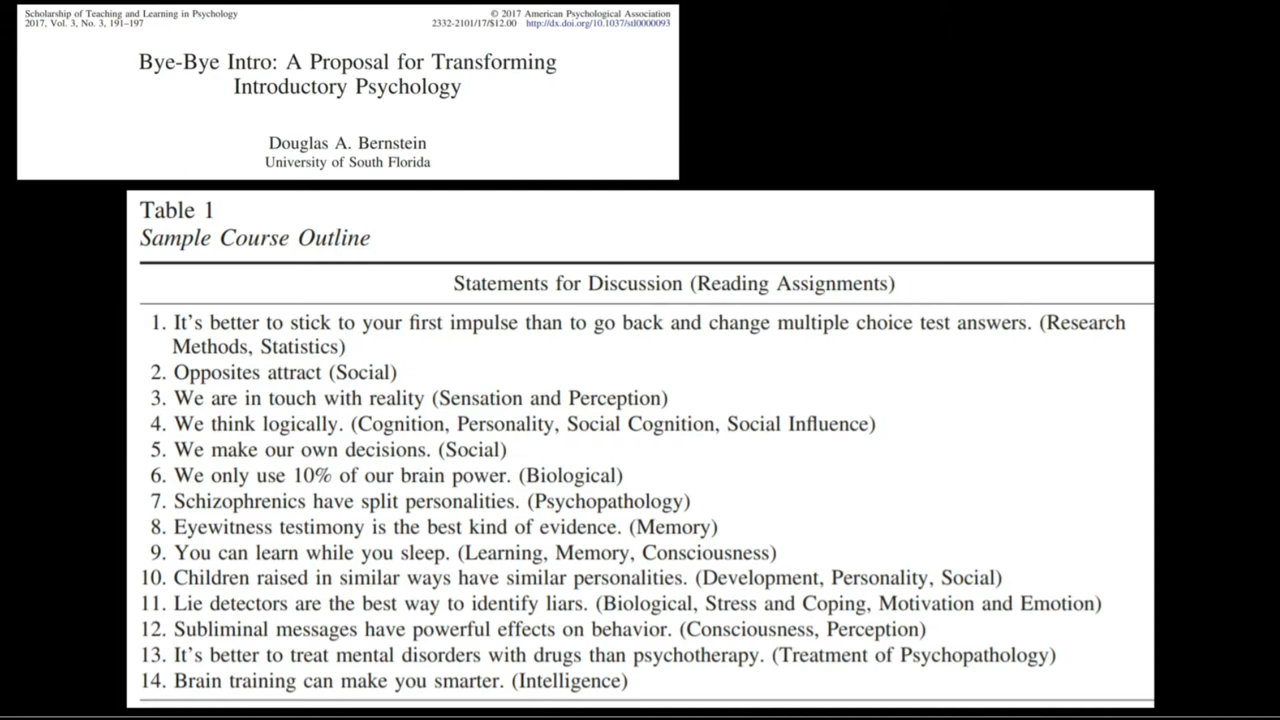 Scholarship of Teaching and Learning in Psychology
2017, Vol. 3, No. 3, 191–197
© 2017 American Psychological Association
2332-2101/17/$12.00 http://dx.doi.org/10.1037/stl0000093
Bye-Bye Intro: A Proposal for Transforming
Introductory Psychology
Douglas A. Bernstein
University of South Florida
Table 1
Sample Course Outline
Statements for Discussion (Reading Assignments)
1. It's better to stick to your first impulse than to go back and change multiple choice test answers. (Research
Methods, Statistics)
2. Opposites attract (Social)
3. We are in touch with reality (Sensation and Perception)
4. We think logically. (Cognition, Personality, Social Cognition, Social Influence)
5. We make our own decisions. (Social)
6. We only use 10% of our brain power. (Biological)
7. Schizophrenics have split personalities. (Psychopathology)
8. Eyewitness testimony is the best kind of evidence. (Memory)
9. You can learn while you sleep. (Learning, Memory, Consciousness)
10. Children raised in similar ways have similar personalities. (Development, Personality, Social)
11. Lie detectors are the best way to identify liars. (Biological, Stress and Coping, Motivation and Emotion)
12. Subliminal messages have powerful effects on behavior. (Consciousness, Perception)
13. It's better to treat mental disorders with drugs than psychotherapy. (Treatment of Psychopathology)
14. Brain training can make you smarter. (Intelligence)